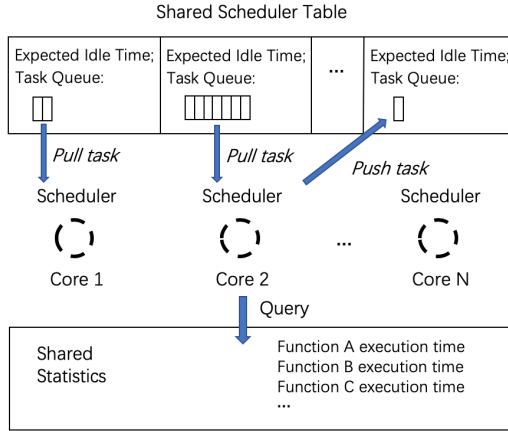 Shared Scheduler Table
Expected Idle Time;
Task Queue:
Expected Idle Time;
Task Queue:
...
Expected Idle Time;
Task Queue:
Pull task
Pull task
Push task
Scheduler
Scheduler
Scheduler
...
Core 1
Core 2
Core N
Query
Shared
Statistics
Function A execution time
Function B execution time
Function C execution time
...